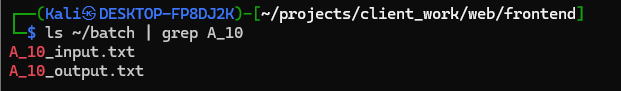 ┌──(Kali㉿DESKTOP-FP8DJ2K)-[~/projects/client_work/web/frontend]
└─$ ls ~/batch | grep A_10
A_10_input.txt
A_10_output.txt